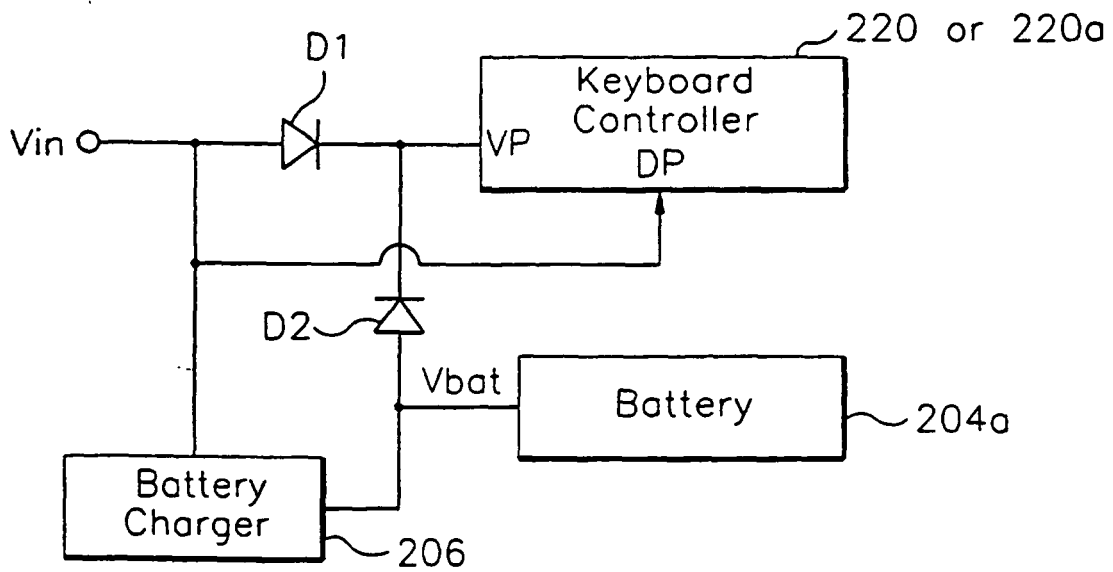 220 or 220a
D1
Keyboard
Controller
Vin
VP
DP
D2
Vbat
Battery
204a
Battery
Charger
206